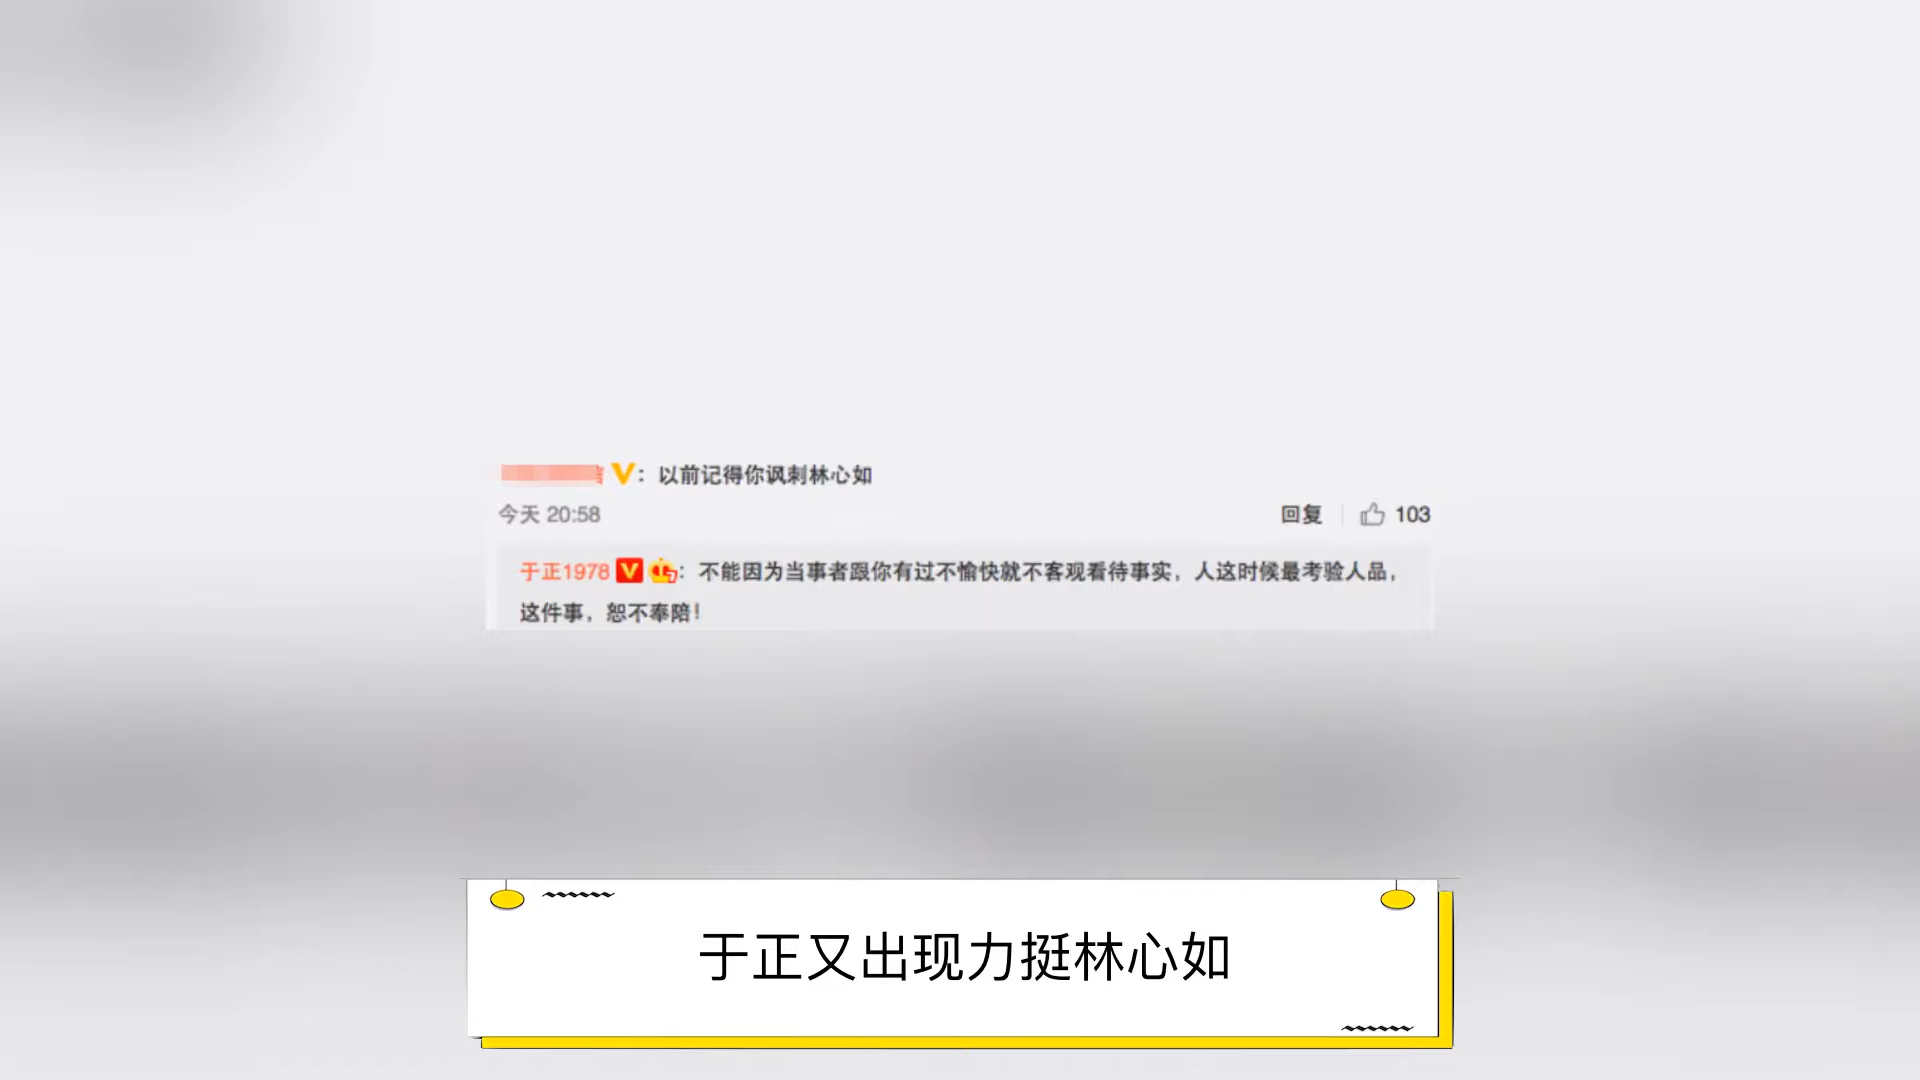 ：以前记得你讽刺林心如
今天 20:58
回复 103
于正1978：不能因为当事者跟你有过不愉快就不客观看待事实，人这时候最考验人品，
这件事，恕不奉陪！
于正又出现力挺林心如